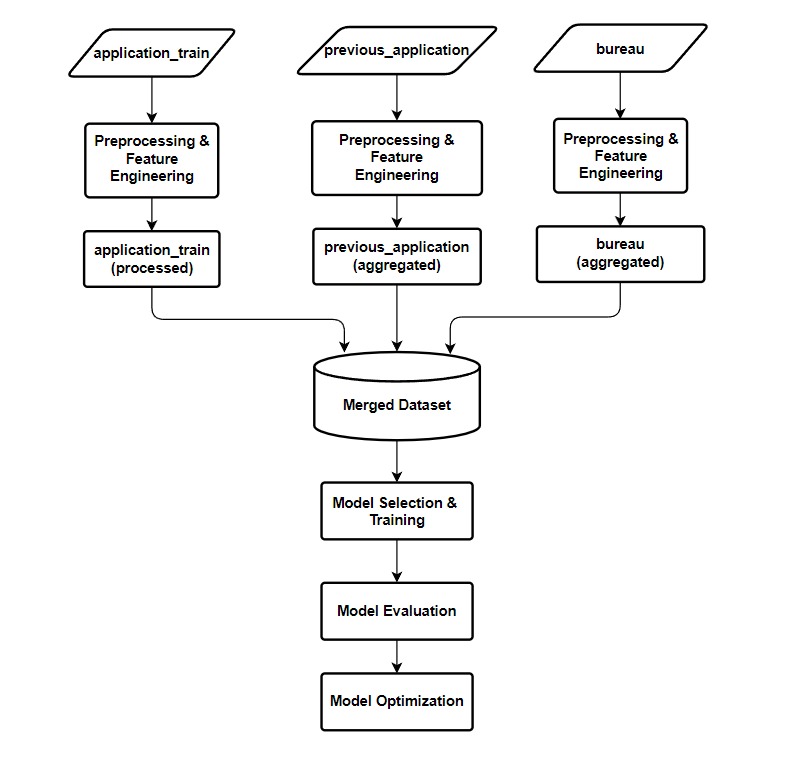 application_train
previous_application
bureau
Preprocessing &
Feature
Engineering
Preprocessing &
Feature
Engineering
Preprocessing &
Feature
Engineering
application_train
(processed)
previous_application
(aggregated)
bureau
(aggregated)
Merged Dataset
Model Selection &
Training
Model Evaluation
Model Optimization